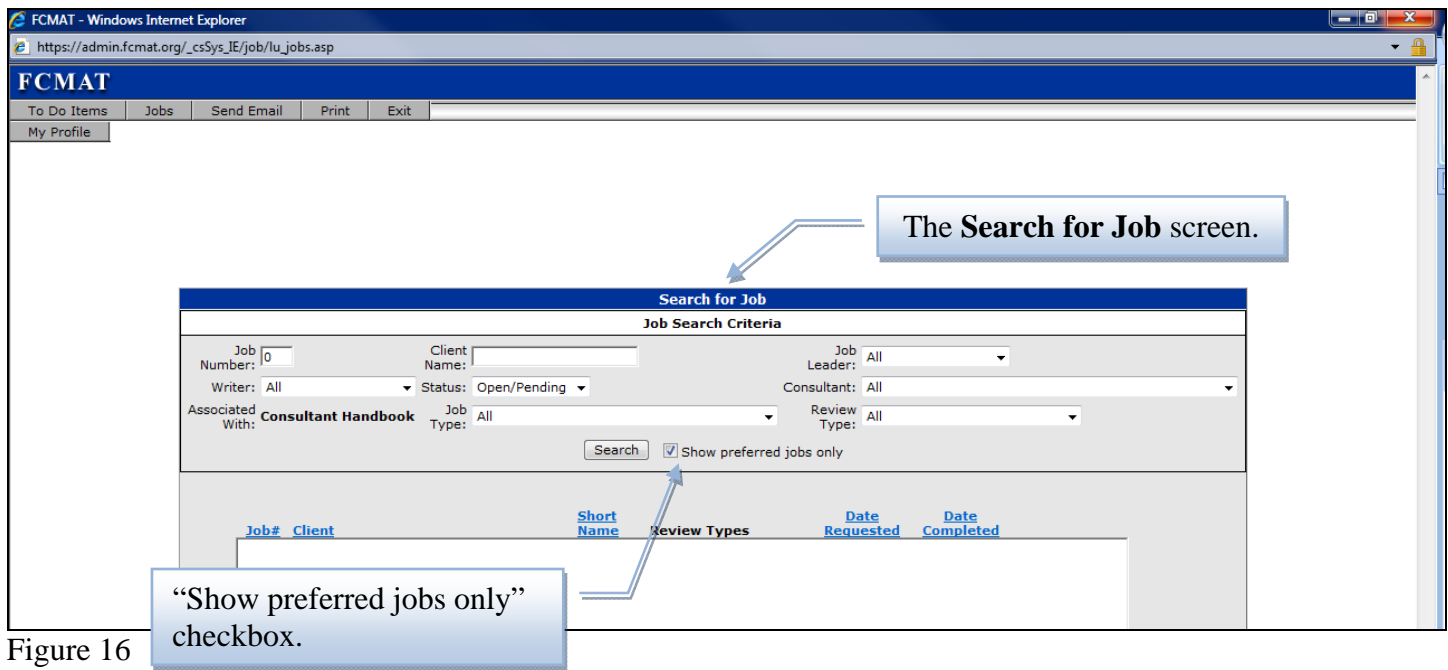 FCMAT - Windows Internet Explorer
https://admin.fcmat.org/_csSys_IE/job/lu_jobs.asp
FCMAT
To Do Items Jobs Send Email Print Exit
My Profile
The Search for Job screen.
Search for Job
Job Search Criteria
Job Number: 0 Client Name: Job Leader: All
Writer: All Status: Open/Pending Consultant: All
Associated With: Consultant Handbook Job Type: All Review Type: All
Search Show preferred jobs only
Job# Client Short Name Review Types Date Requested Date Completed
“Show preferred jobs only”
checkbox.
Figure 16